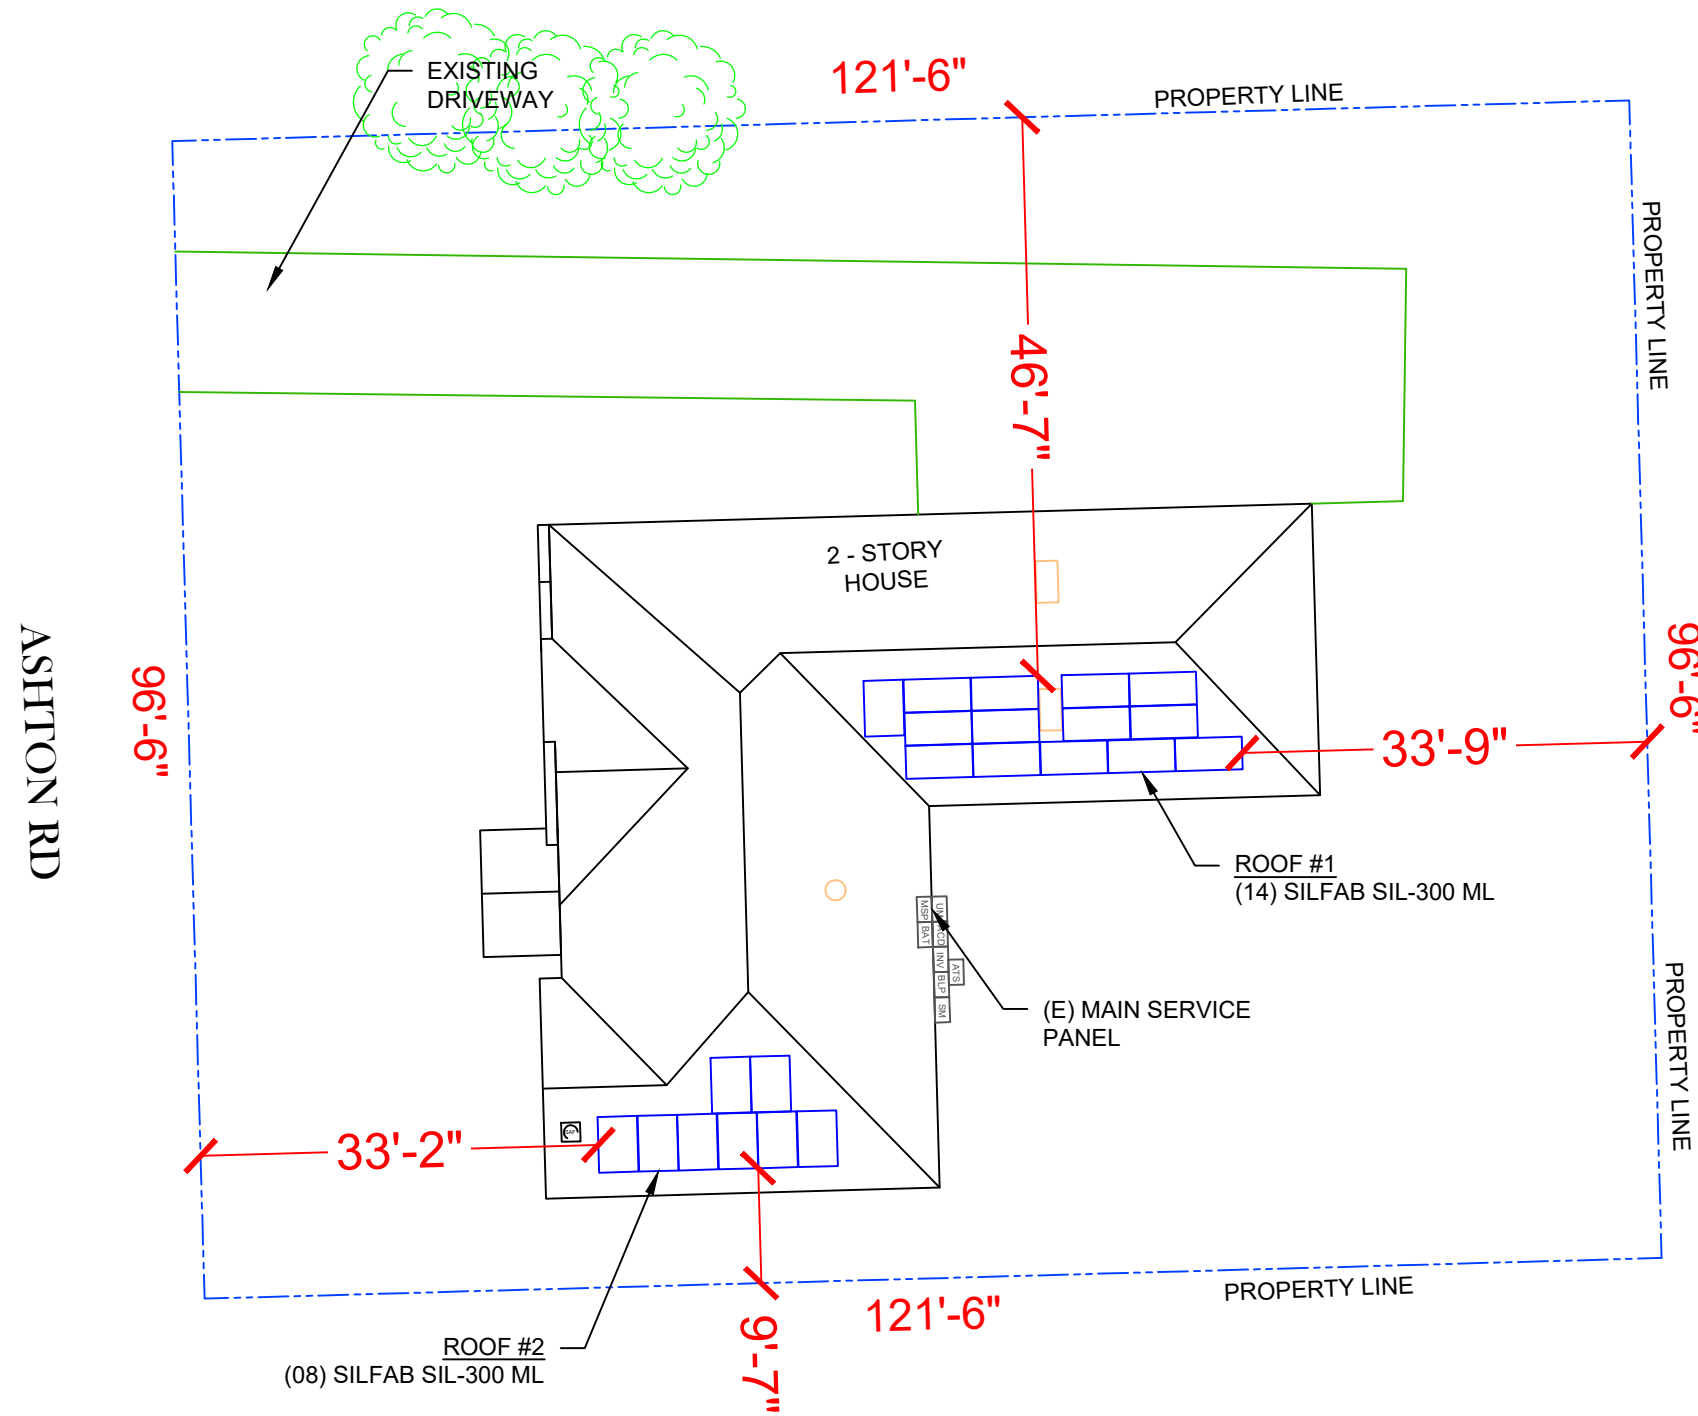 EXISTING
DRIVEWAY
121'-6"
PROPERTY LINE
PROPERTY LINE
46'-7"
2 - STORY
HOUSE
ASHTON RD
96'-6"
96'-6"
33'-9"
ROOF #1
(14) SILFAB SIL-300 ML
MSP
BAT
INV
ATS
BLP
SM
(E) MAIN SERVICE
PANEL
PROPERTY LINE
33'-2"
PROPERTY LINE
121'-6"
9'-7"
ROOF #2
(08) SILFAB SIL-300 ML